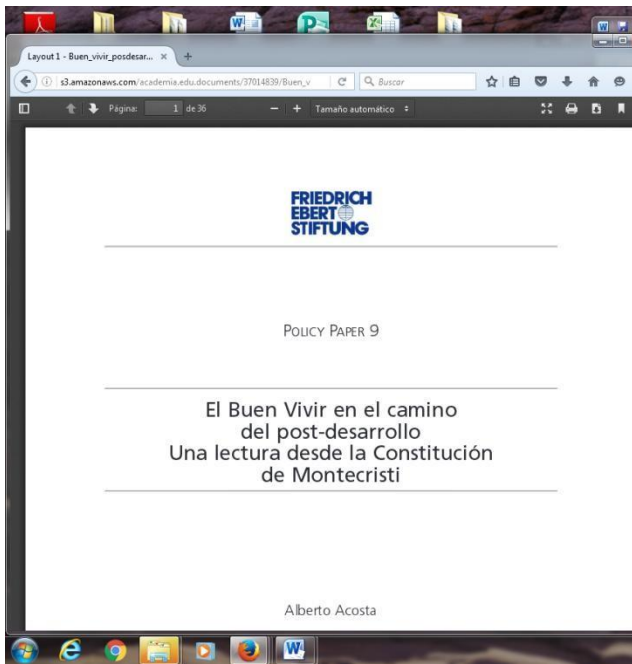 Layout 1 - Buen_vivir_posdesar...
s3.amazonaws.com/academia.edu.documents/37014839/Buen_v
Buscar
Página: 1 de 36
Tamaño automático
FRIEDRICH
EBERT
STIFTUNG
POLICY PAPER 9
El Buen Vivir en el camino
del post-desarrollo
Una lectura desde la Constitución
de Montecristi
Alberto Acosta